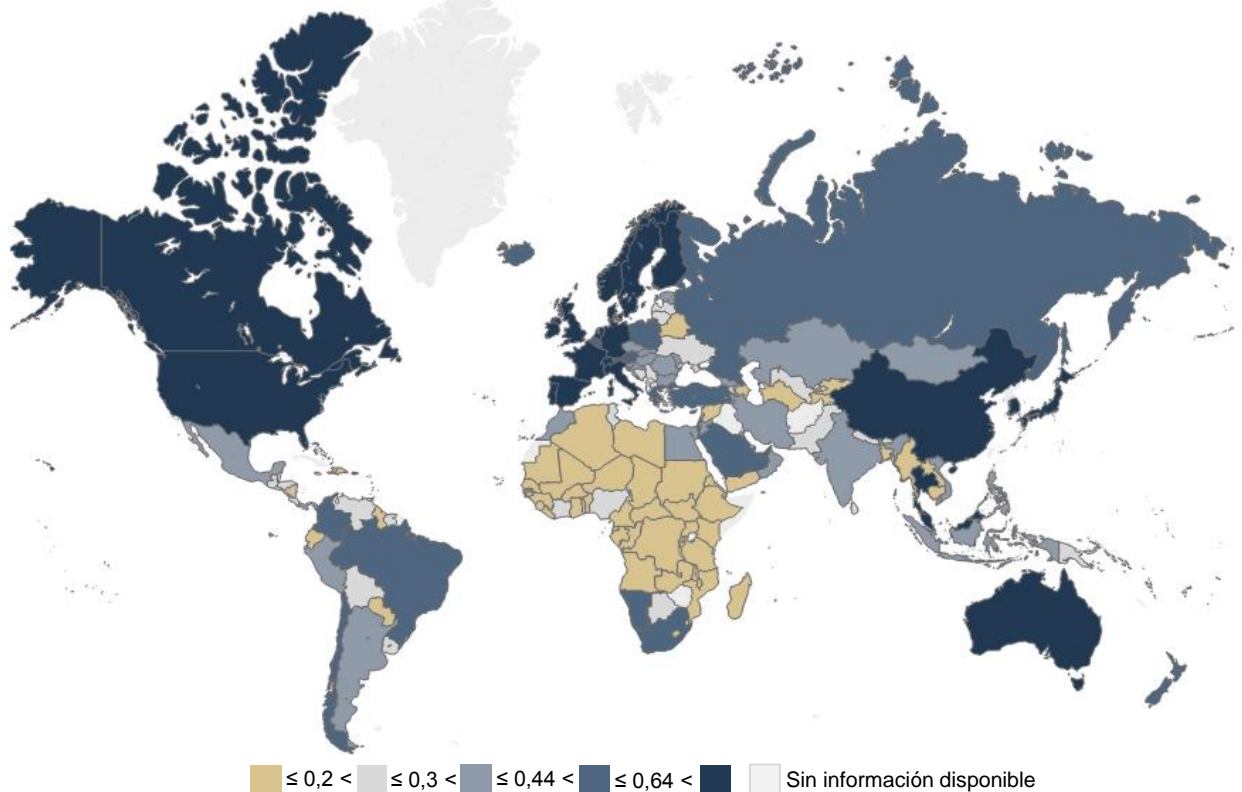 ≤ 0,2 < ≤ 0,3 < ≤ 0,44 < ≤ 0,64 < Sin información disponible